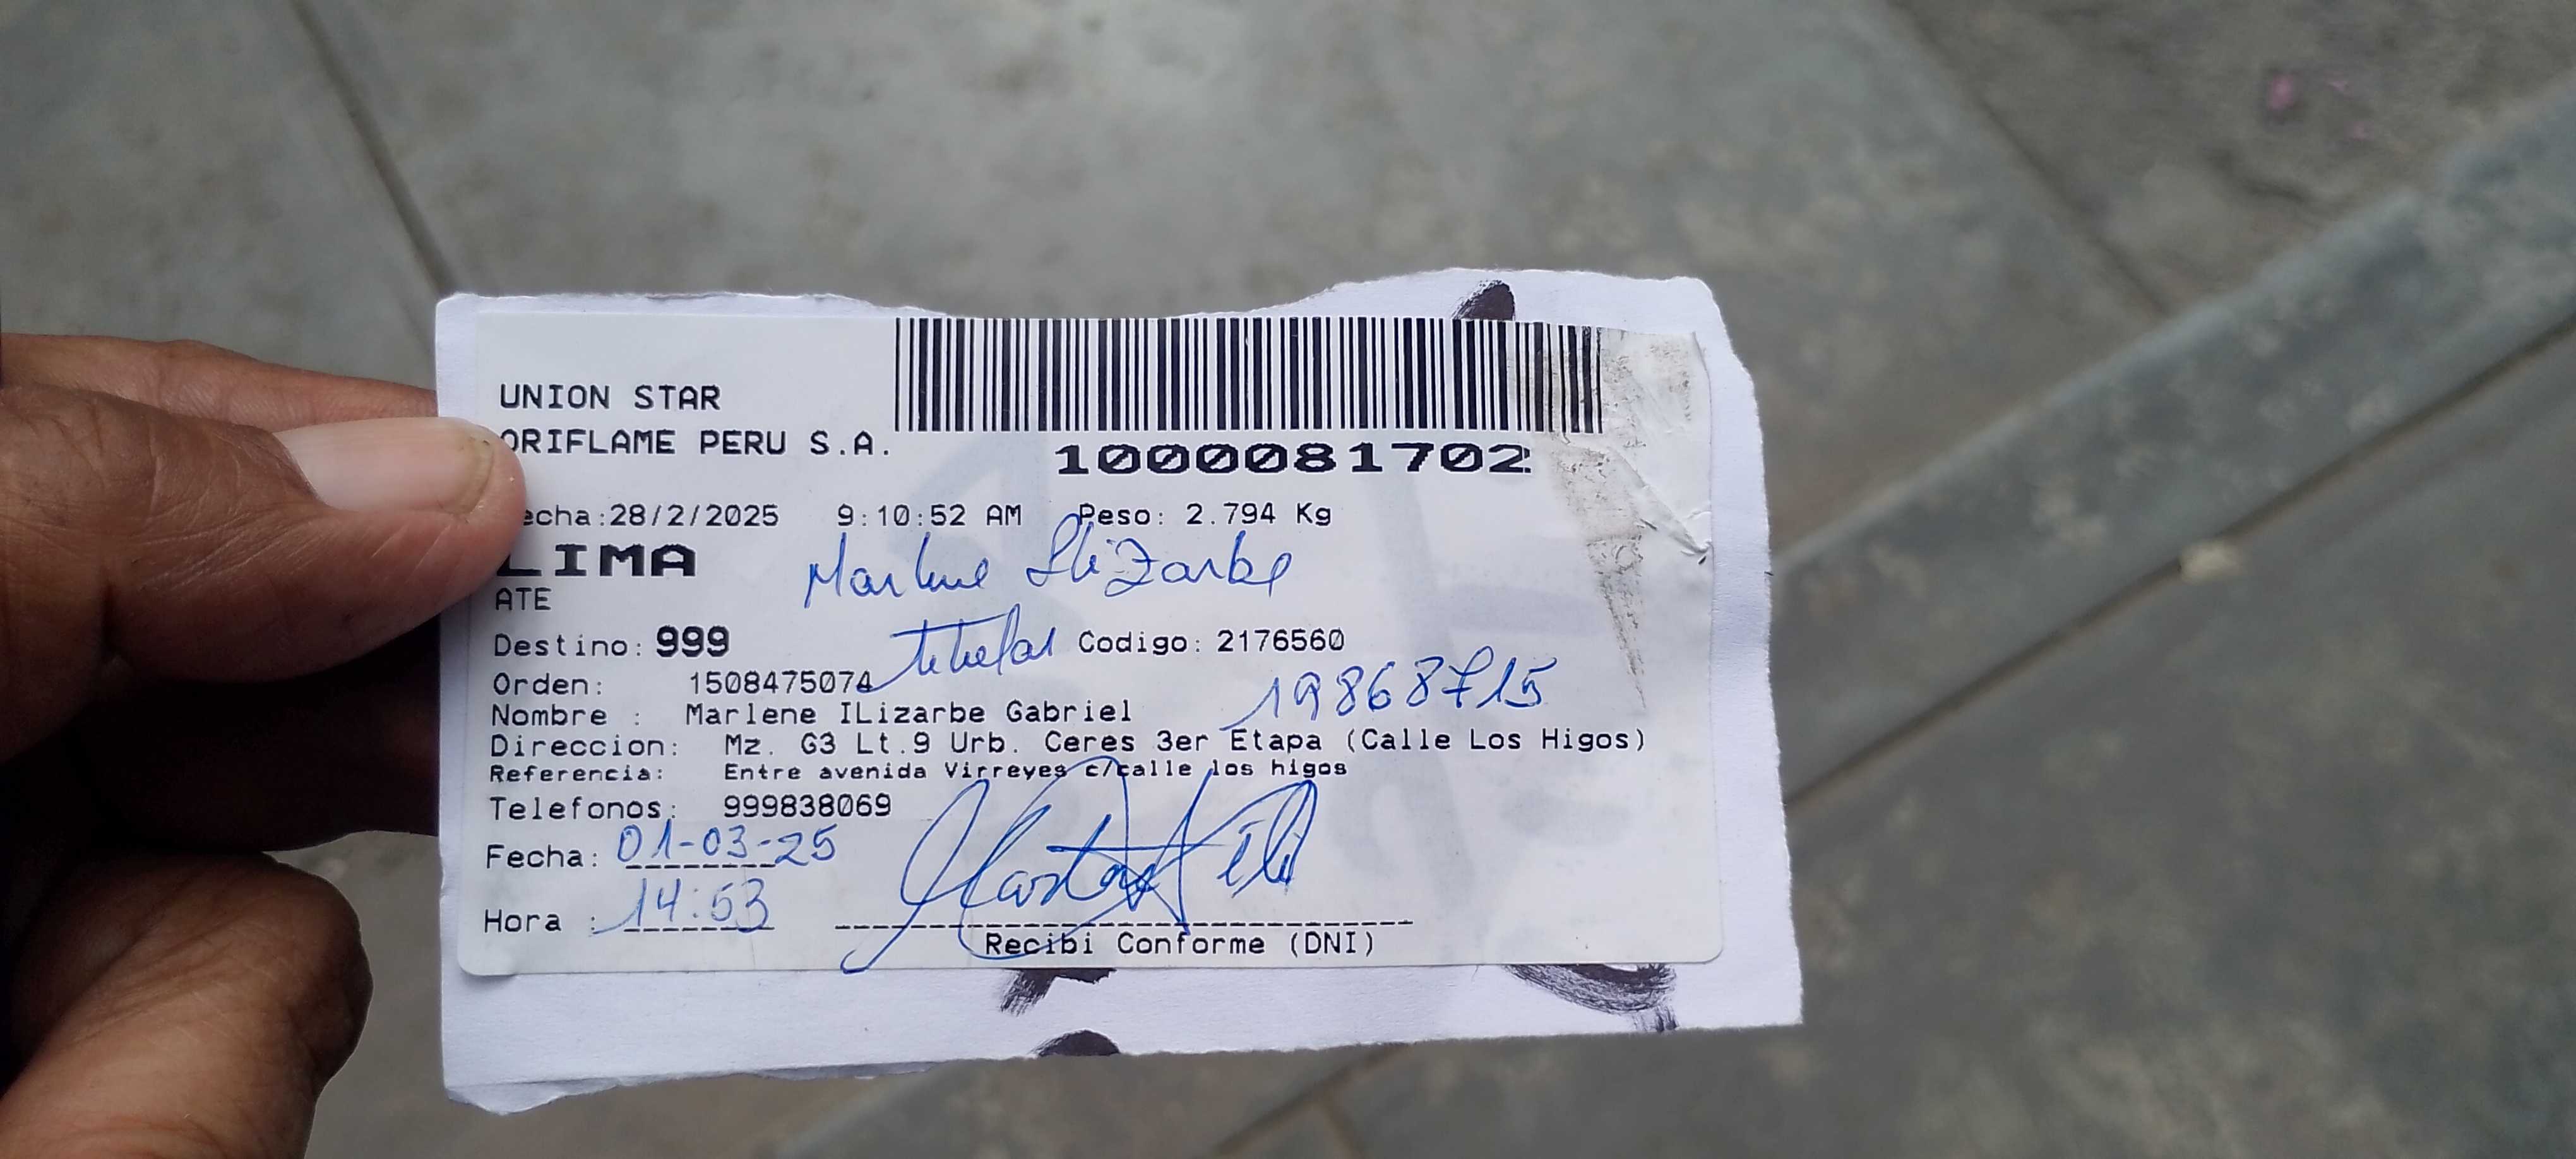 UNION STAR
ORIFLAME PERU S.A.
1000081702
echa:28/2/2025 9:10:52 AM Peso: 2.794 Kg
LIMA
Marlene Ilizarbe
ATE
Destino: 999 titular Codigo: 2176560
Orden: 1508475074
19868715
Nombre : Marlene ILizarbe Gabriel
Direccion: Mz. G3 Lt.9 Urb. Ceres 3er Etapa (Calle Los Higos)
Referencia: Entre avenida Virreyes c/calle los higos
Telefonos: 999838069
Fecha: 01-03-25
Hora : 14:53
Recibi Conforme (DNI)